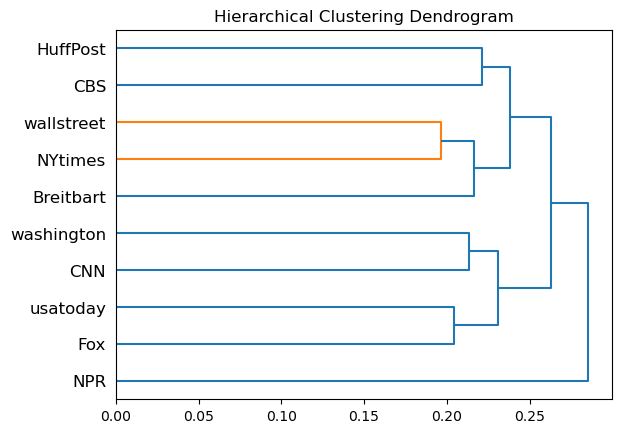 Hierarchical Clustering Dendrogram
HuffPost
CBS
wallstreet
NYtimes
Breitbart
washington
CNN
usatoday
Fox
NPR
0.00 0.05 0.10 0.15 0.20 0.25